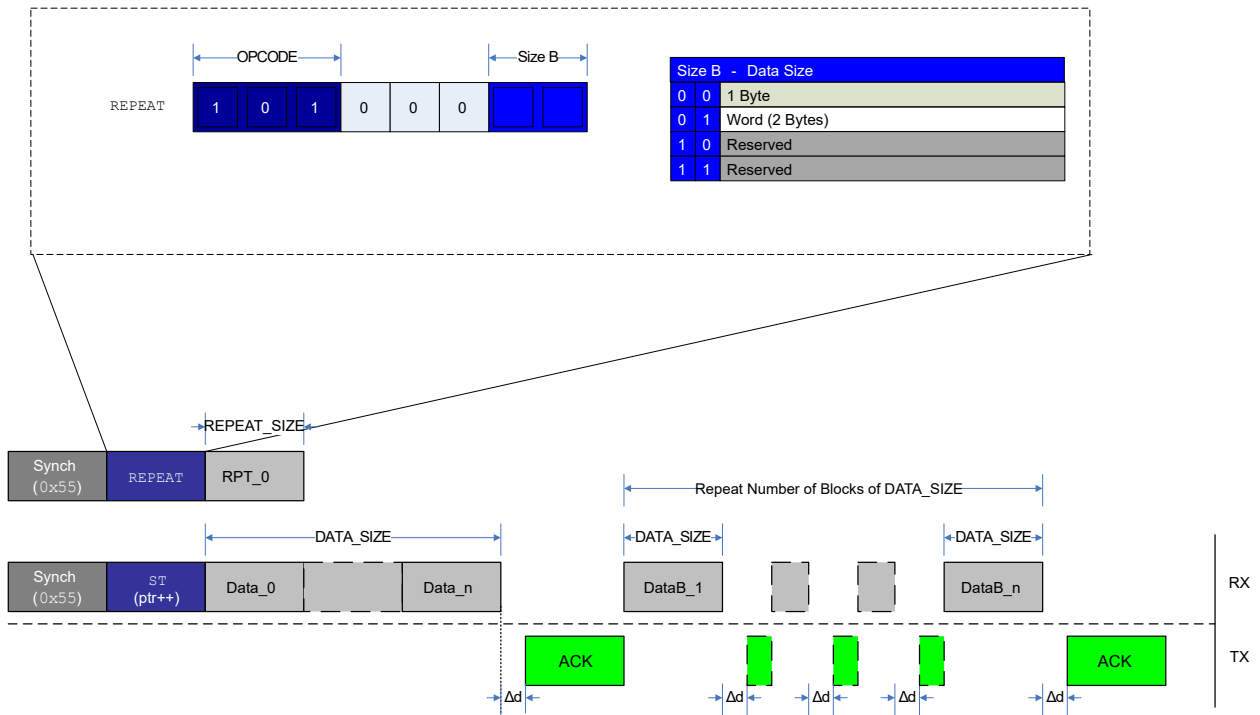 OPCODE
Size B
REPEAT
1 0 1 0 0 0
Size B - Data Size
0 0 1 Byte
0 1 Word (2 Bytes)
1 0 Reserved
1 1 Reserved
REPEAT_SIZE
Synch
(0x55)
REPEAT
RPT_0
Repeat Number of Blocks of DATA_SIZE
DATA_SIZE
DATA_SIZE
DATA_SIZE
Synch
(0x55)
ST
(ptr++)
Data_0
Data_n
DataB_1
DataB_n
RX
ACK
ACK
TX
Δd
Δd
Δd
Δd
Δd